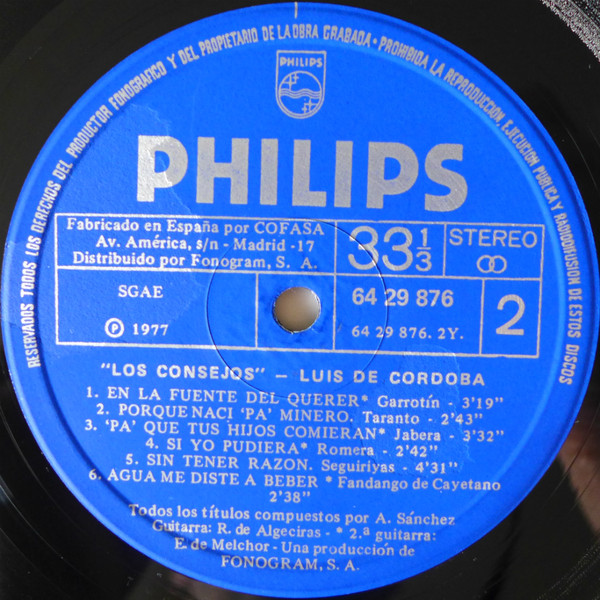 RESERVADOS TODOS LOS DERECHOS DEL PRODUCTOR FONOGRAFICO Y DEL PROPIETARIO DE LA OBRA GRABADA • PROHIBIDA LA REPRODUCCION, EJECUCION PUBLICA Y RADIODIFUSION DE ESTOS DISCOS
PHILIPS
PHILIPS
Fabricado en España por COFASA
Av. América, s/n - Madrid -17
Distribuido por Fonogram, S. A.
33 1/3
STEREO
SGAE
℗ 1977
64 29 876
64 29 876. 2Y.
2
"LOS CONSEJOS" – LUIS DE CORDOBA
1. EN LA FUENTE DEL QUERER* Garrotín - 3'19"
2. PORQUE NACI 'PA' MINERO. Taranto - 2'43"
3. 'PA' QUE TUS HIJOS COMIERAN* Jabera - 3'32"
4. SI YO PUDIERA* Romera - 2'42"
5. SIN TENER RAZON. Seguiriyas - 4'31"
6. AGUA ME DISTE A BEBER * Fandango de Cayetano
2'38"
Todos los títulos compuestos por A. Sánchez
Guitarra: R. de Algeciras - * 2.ª guitarra:
E. de Melchor - Una producción de
FONOGRAM, S. A.